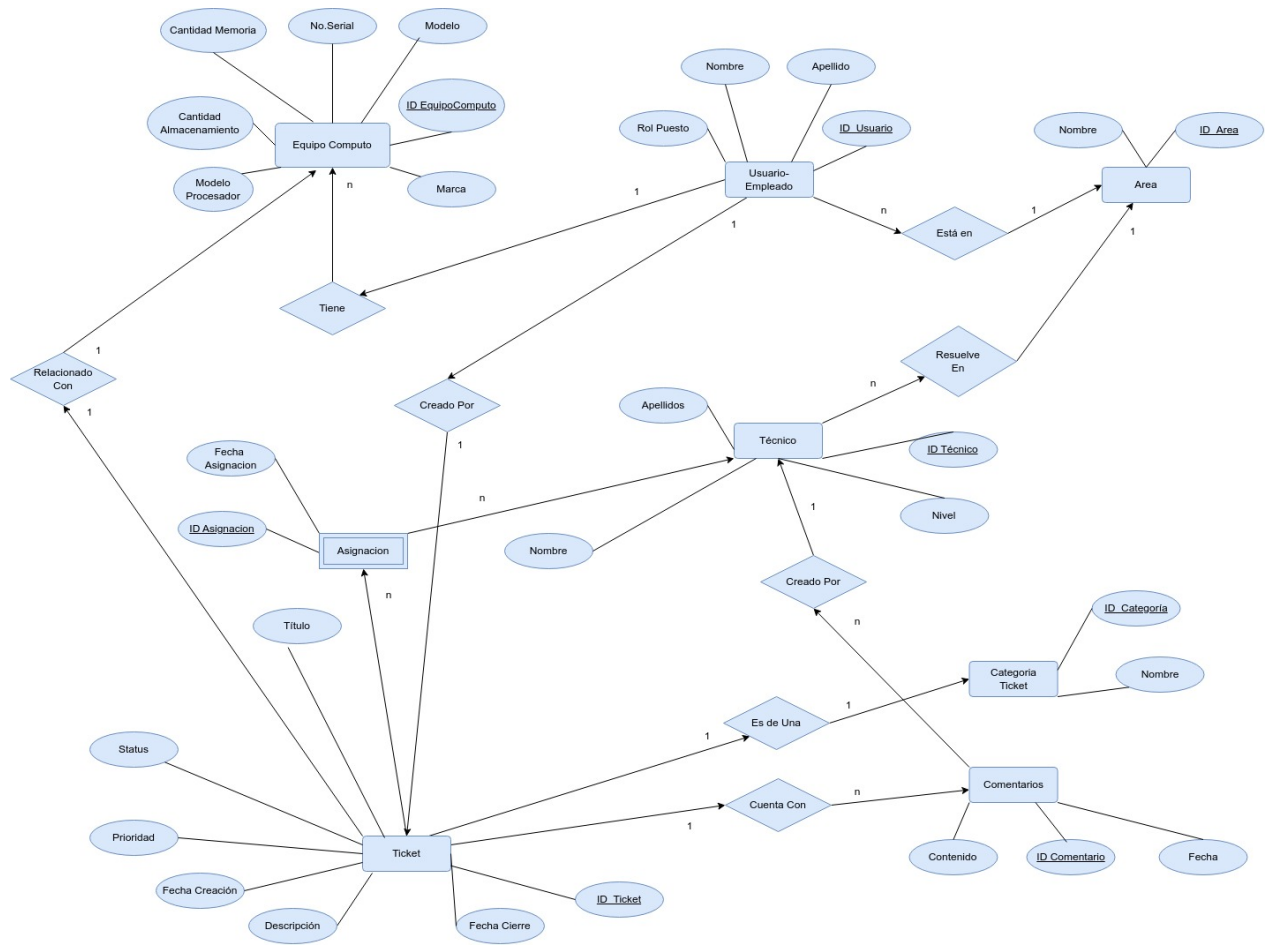 Cantidad Memoria
No.Serial
Modelo
ID EquipoComputo
Cantidad
Almacenamiento
Equipo Computo
Modelo
Procesador
n
Marca
Nombre
Apellido
Rol Puesto
ID_Usuario
Usuario-
Empleado
Nombre
ID_Area
Area
1
1
n
1
Está en
1
Tiene
1
Relacionado
Con
1
Resuelve
En
n
Creado Por
1
Apellidos
Técnico
ID Técnico
Nivel
Fecha
Asignacion
ID Asignacion
Asignacion
n
Nombre
1
n
Creado Por
n
Título
ID_Categoría
Categoria
Ticket
Nombre
1
Es de Una
1
Status
Comentarios
n
Cuenta Con
1
Prioridad
Ticket
Contenido
ID Comentario
Fecha
Fecha Creación
ID_Ticket
Descripción
Fecha Cierre